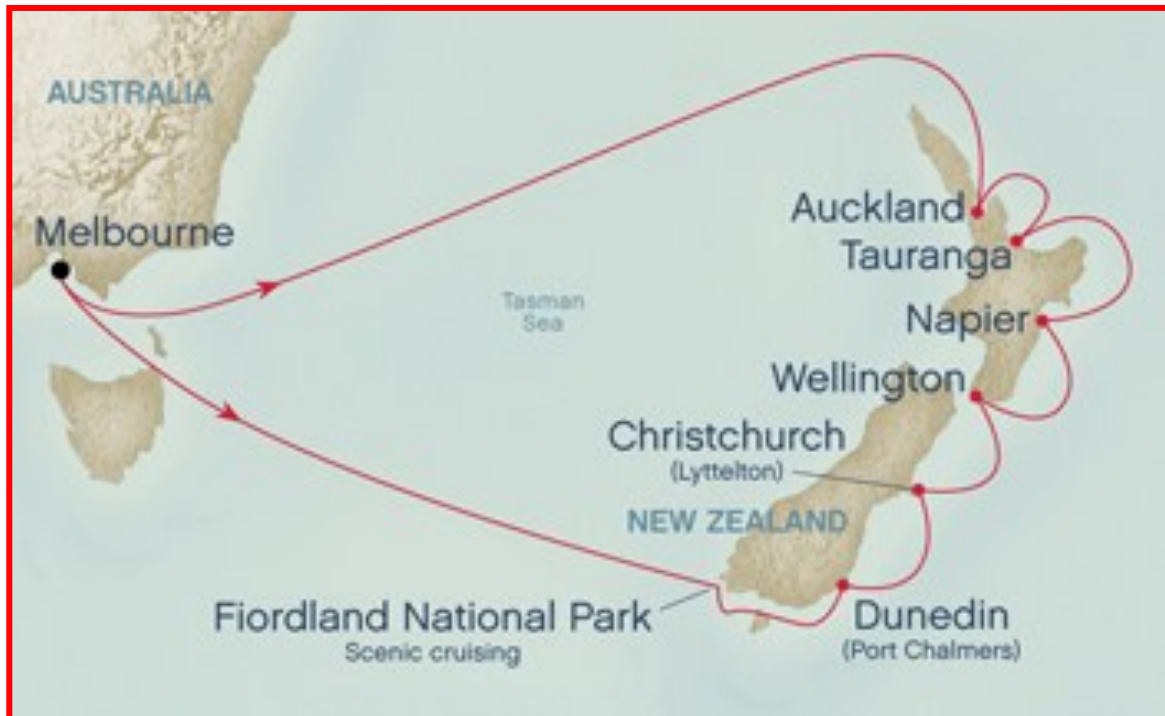 AUSTRALIA
Melbourne
Auckland
Tauranga
Tasman
Sea
Napier
Wellington
Christchurch
(Lyttelton)
NEW ZEALAND
Fiordland National Park
Scenic cruising
Dunedin
(Port Chalmers)